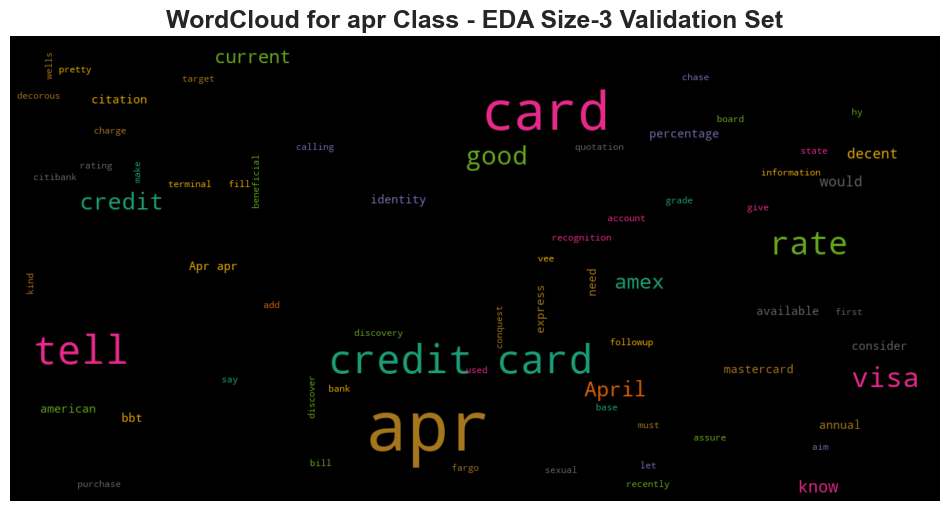 WordCloud for apr Class - EDA Size-3 Validation Set
current
wells
pretty
target
chase
decorous
citation
hy
board
charge
card
percentage
calling
quotation
good
state
decent
rating
make
citibank
terminal
fill
beneficial
information
would
credit
identity
grade
give
account
recognition
rate
Apr apr
vee
kind
need
amex
add
express
conquest
available
first
discovery
followup
consider
tell
credit card
used
mastercard
visa
say
bank
discover
April
american
bbt
base
must
annual
apr
assure
aim
bill
fargo
sexual
let
purchase
recently
know